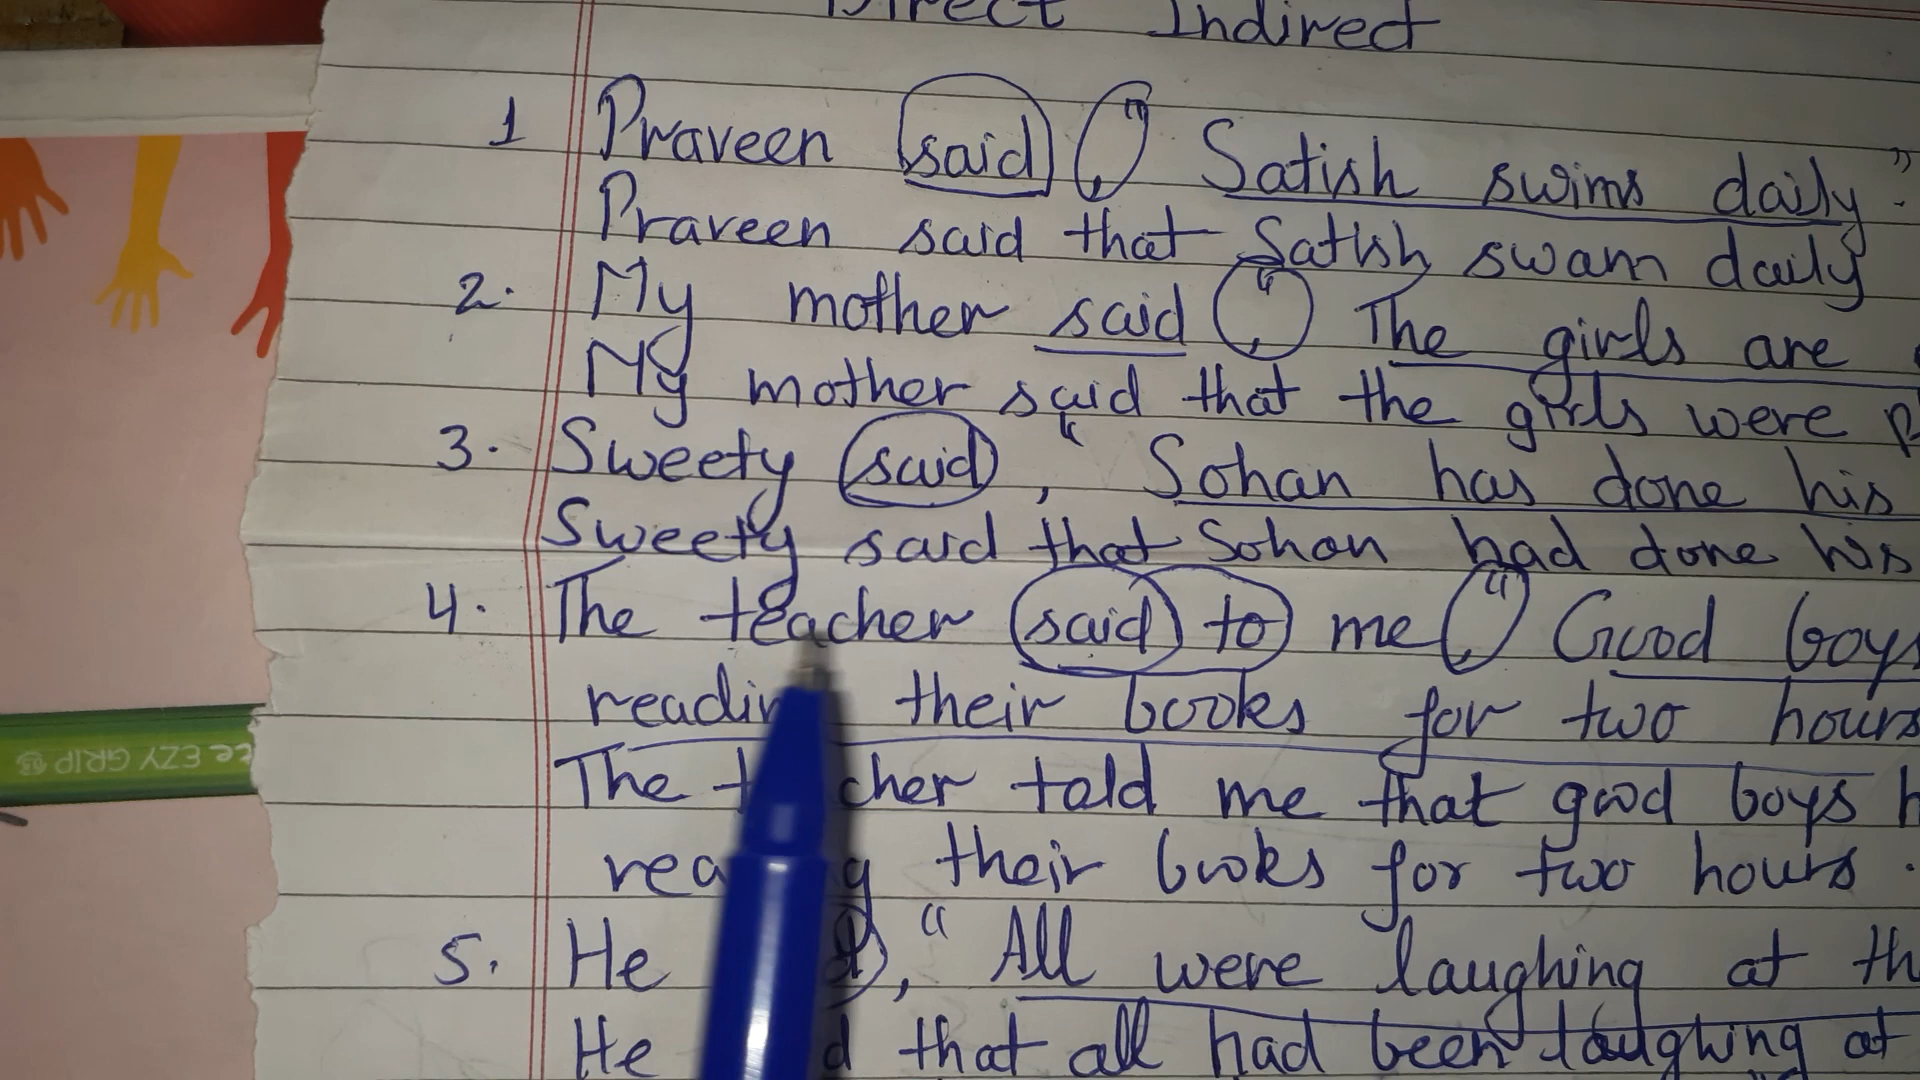 Direct Indirect
1 Praveen said, "Satish swims daily".
Praveen said that Satish swam daily
2. My mother said, "The girls are
My mother said that the girls were
3. Sweety said, "Sohan has done his
Sweety said that Sohan had done his
4. The teacher said to me, "Good boys
their books for two hours
The told me that good boys
their books for two hours.
5. He , "All were laughing at
He that all had been laughing at
EZY GRIP